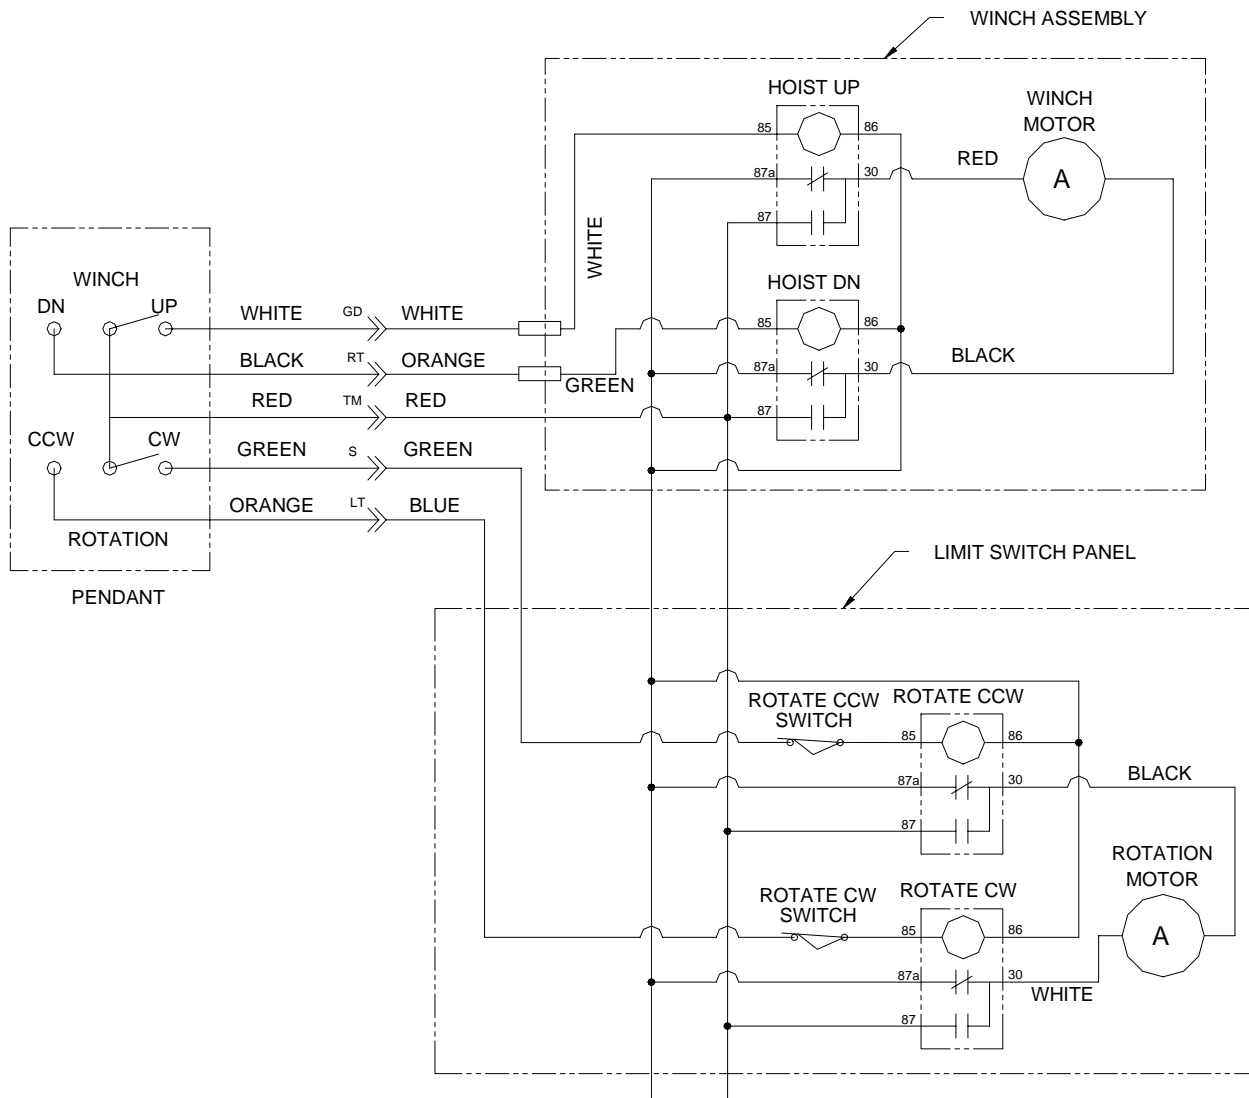 WINCH ASSEMBLY
HOIST UP
WINCH
MOTOR
85
86
RED
87a
30
A
87
WHITE
WINCH
DN
UP
HOIST DN
WHITE
GD
WHITE
85
86
BLACK
RT
ORANGE
GREEN
87a
30
BLACK
RED
TM
RED
87
CCW
CW
GREEN
S
GREEN
ORANGE
LT
BLUE
ROTATION
PENDANT
LIMIT SWITCH PANEL
ROTATE CCW
SWITCH
ROTATE CCW
85
86
87a
30
BLACK
87
ROTATION
MOTOR
ROTATE CW
SWITCH
ROTATE CW
85
86
A
87a
30
WHITE
87